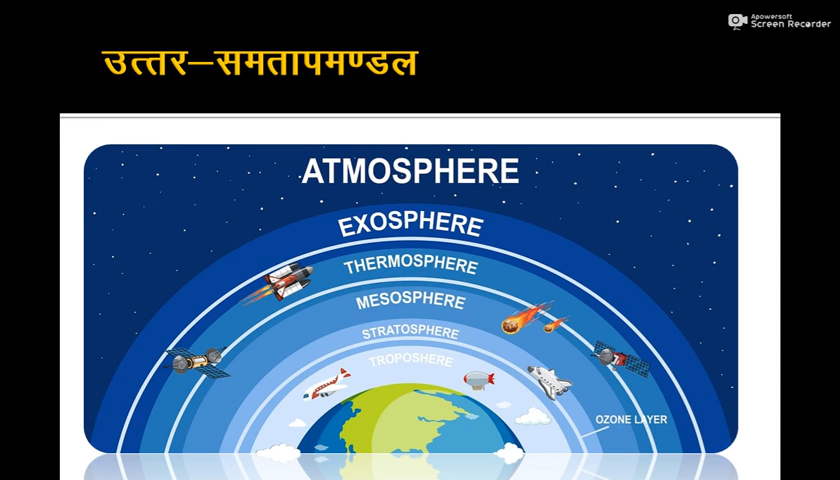 Apowersoft
Screen Recorder
उत्तर–समतापमण्डल
ATMOSPHERE
EXOSPHERE
THERMOSPHERE
MESOSPHERE
STRATOSPHERE
TROPOSHERE
OZONE LAYER